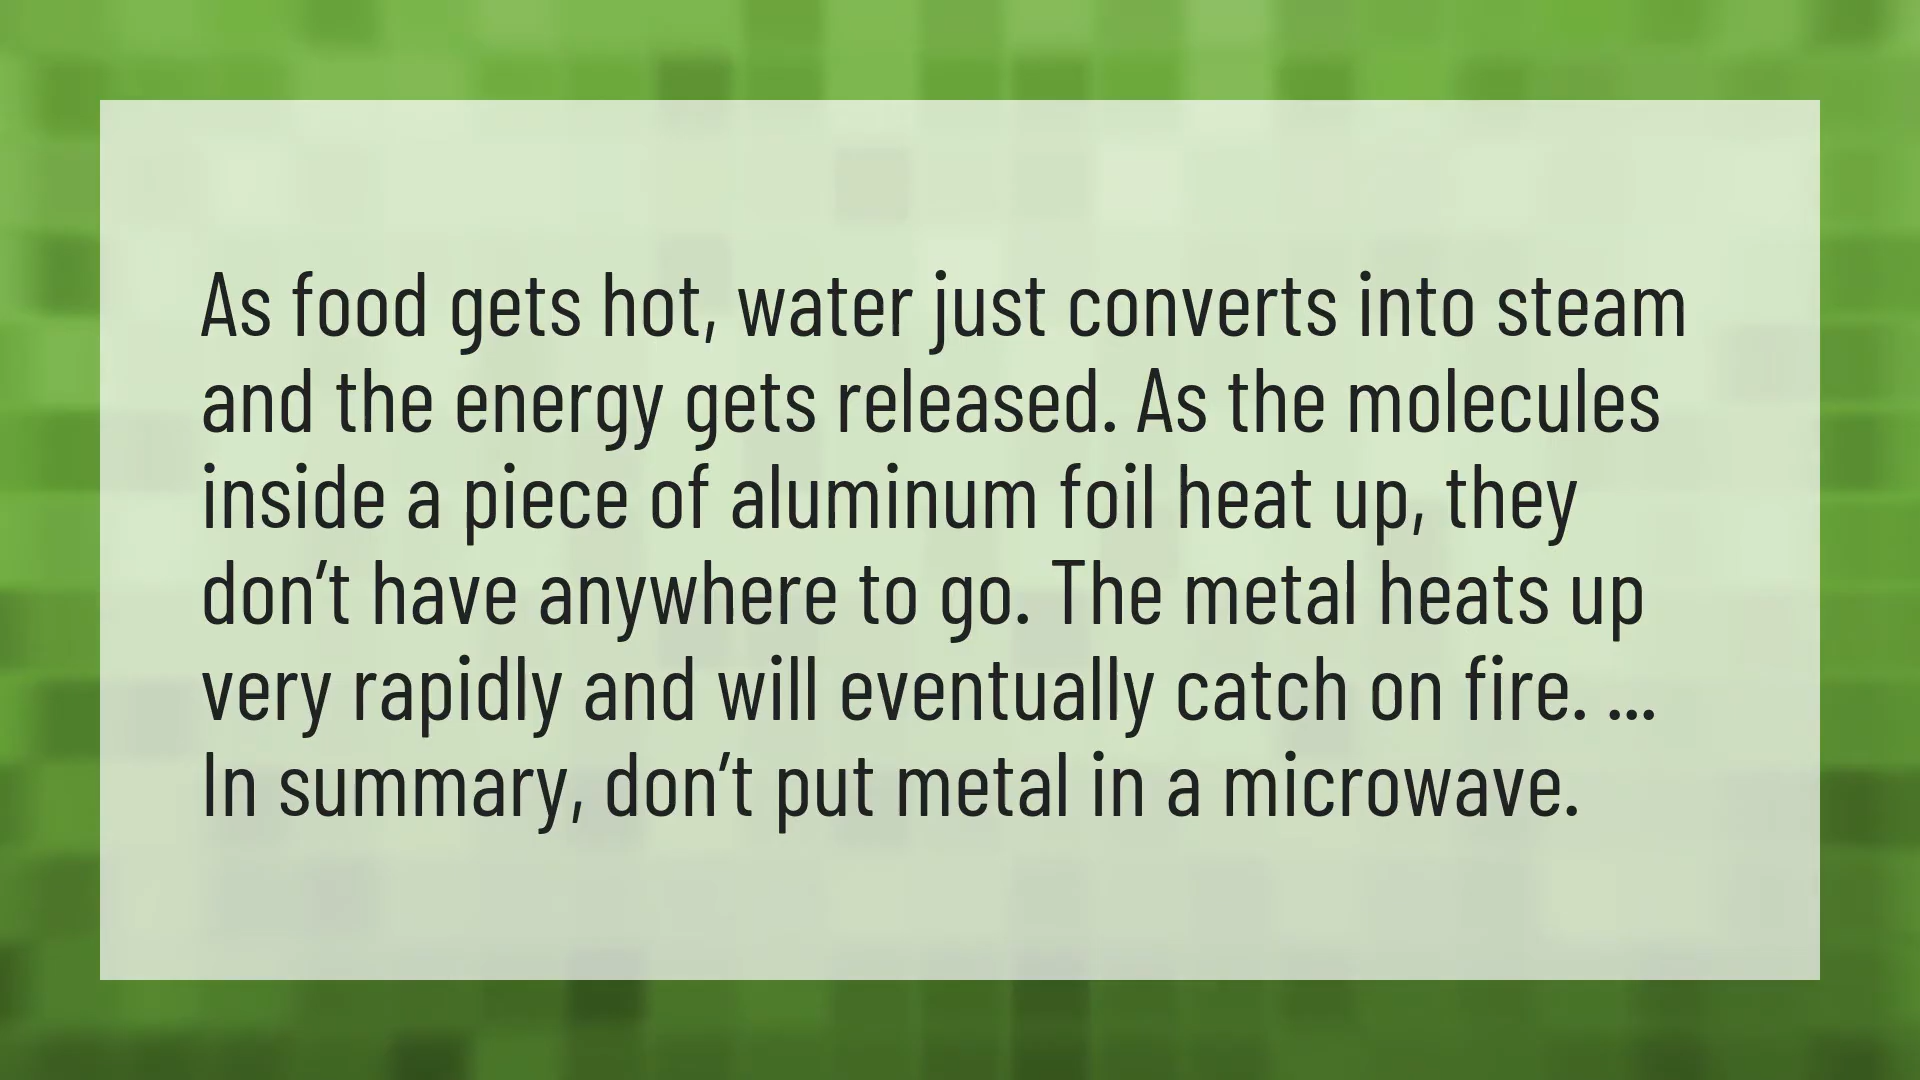 As food gets hot, water just converts into steam
and the energy gets released. As the molecules
inside a piece of aluminum foil heat up, they
don’t have anywhere to go. The metal heats up
very rapidly and will eventually catch on fire. ...
In summary, don’t put metal in a microwave.